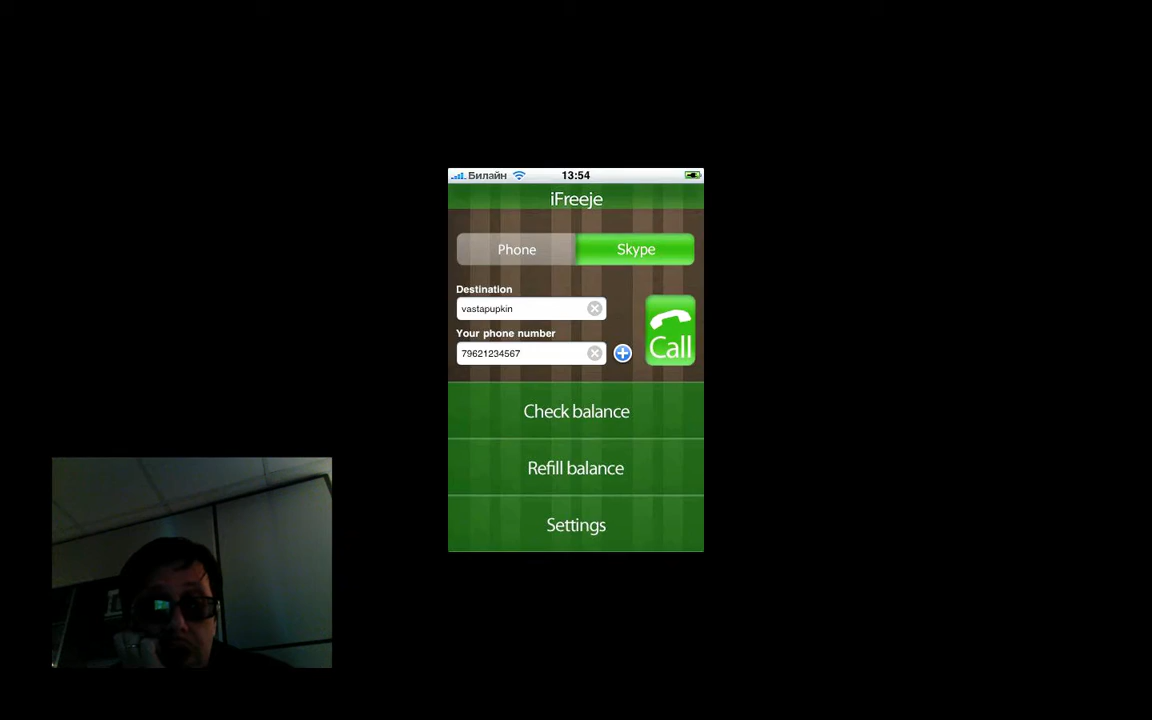 Билайн 13:54
iFreeje
Phone Skype
Destination
vastapupkin
Your phone number
79621234567
Call
Check balance
Refill balance
Settings